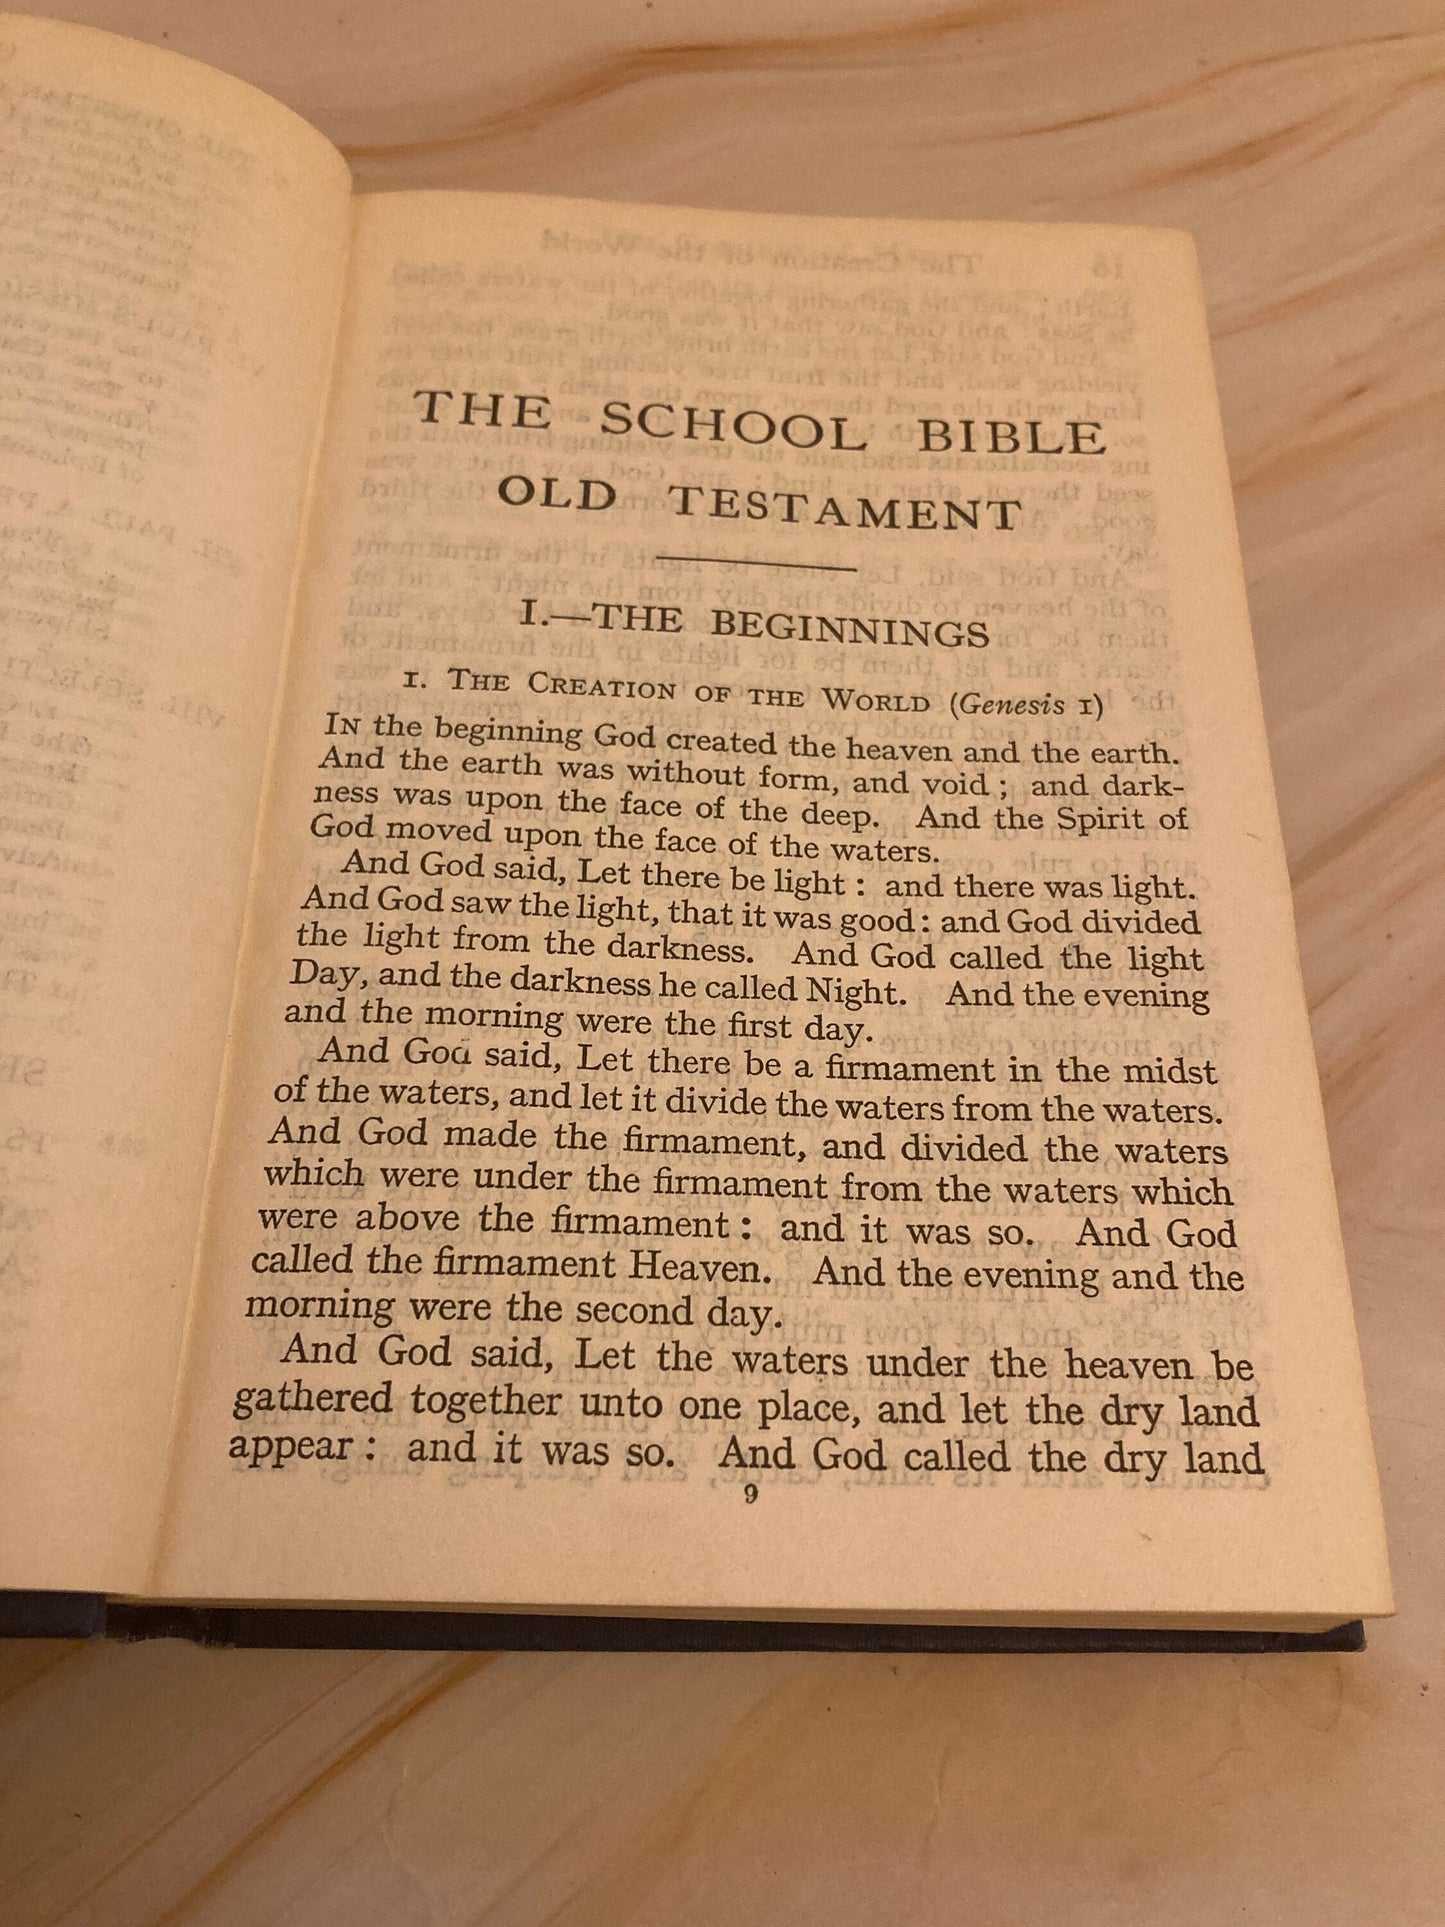 THE SCHOOL BIBLE
OLD TESTAMENT
I.—THE BEGINNINGS
1. The Creation of the World (Genesis 1)
In the beginning God created the heaven and the earth.
And the earth was without form, and void ; and dark-
ness was upon the face of the deep. And the Spirit of
God moved upon the face of the waters.
And God said, Let there be light : and there was light.
And God saw the light, that it was good : and God divided
the light from the darkness. And God called the light
Day, and the darkness he called Night. And the evening
and the morning were the first day.
And God said, Let there be a firmament in the midst
of the waters, and let it divide the waters from the waters.
And God made the firmament, and divided the waters
which were under the firmament from the waters which
were above the firmament : and it was so. And God
called the firmament Heaven. And the evening and the
morning were the second day.
And God said, Let the waters under the heaven be
gathered together unto one place, and let the dry land
appear : and it was so. And God called the dry land
9